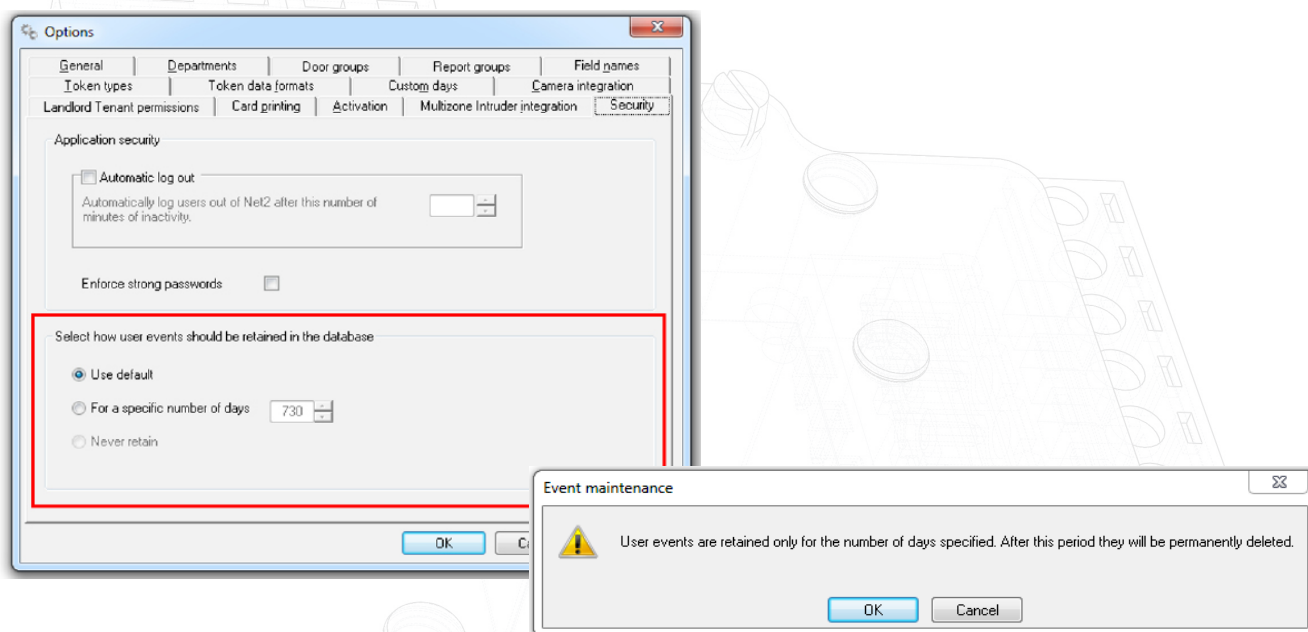 Options
General Departments Door groups Report groups Field names
Token types Token data formats Custom days Camera integration
Landlord Tenant permissions Card printing Activation Multizone Intruder integration Security
Application security
Automatic log out
Automatically log users out of Net2 after this number of
minutes of inactivity.
Enforce strong passwords
Select how user events should be retained in the database
Use default
For a specific number of days 730
Never retain
OK
Event maintenance
User events are retained only for the number of days specified. After this period they will be permanently deleted.
OK Cancel